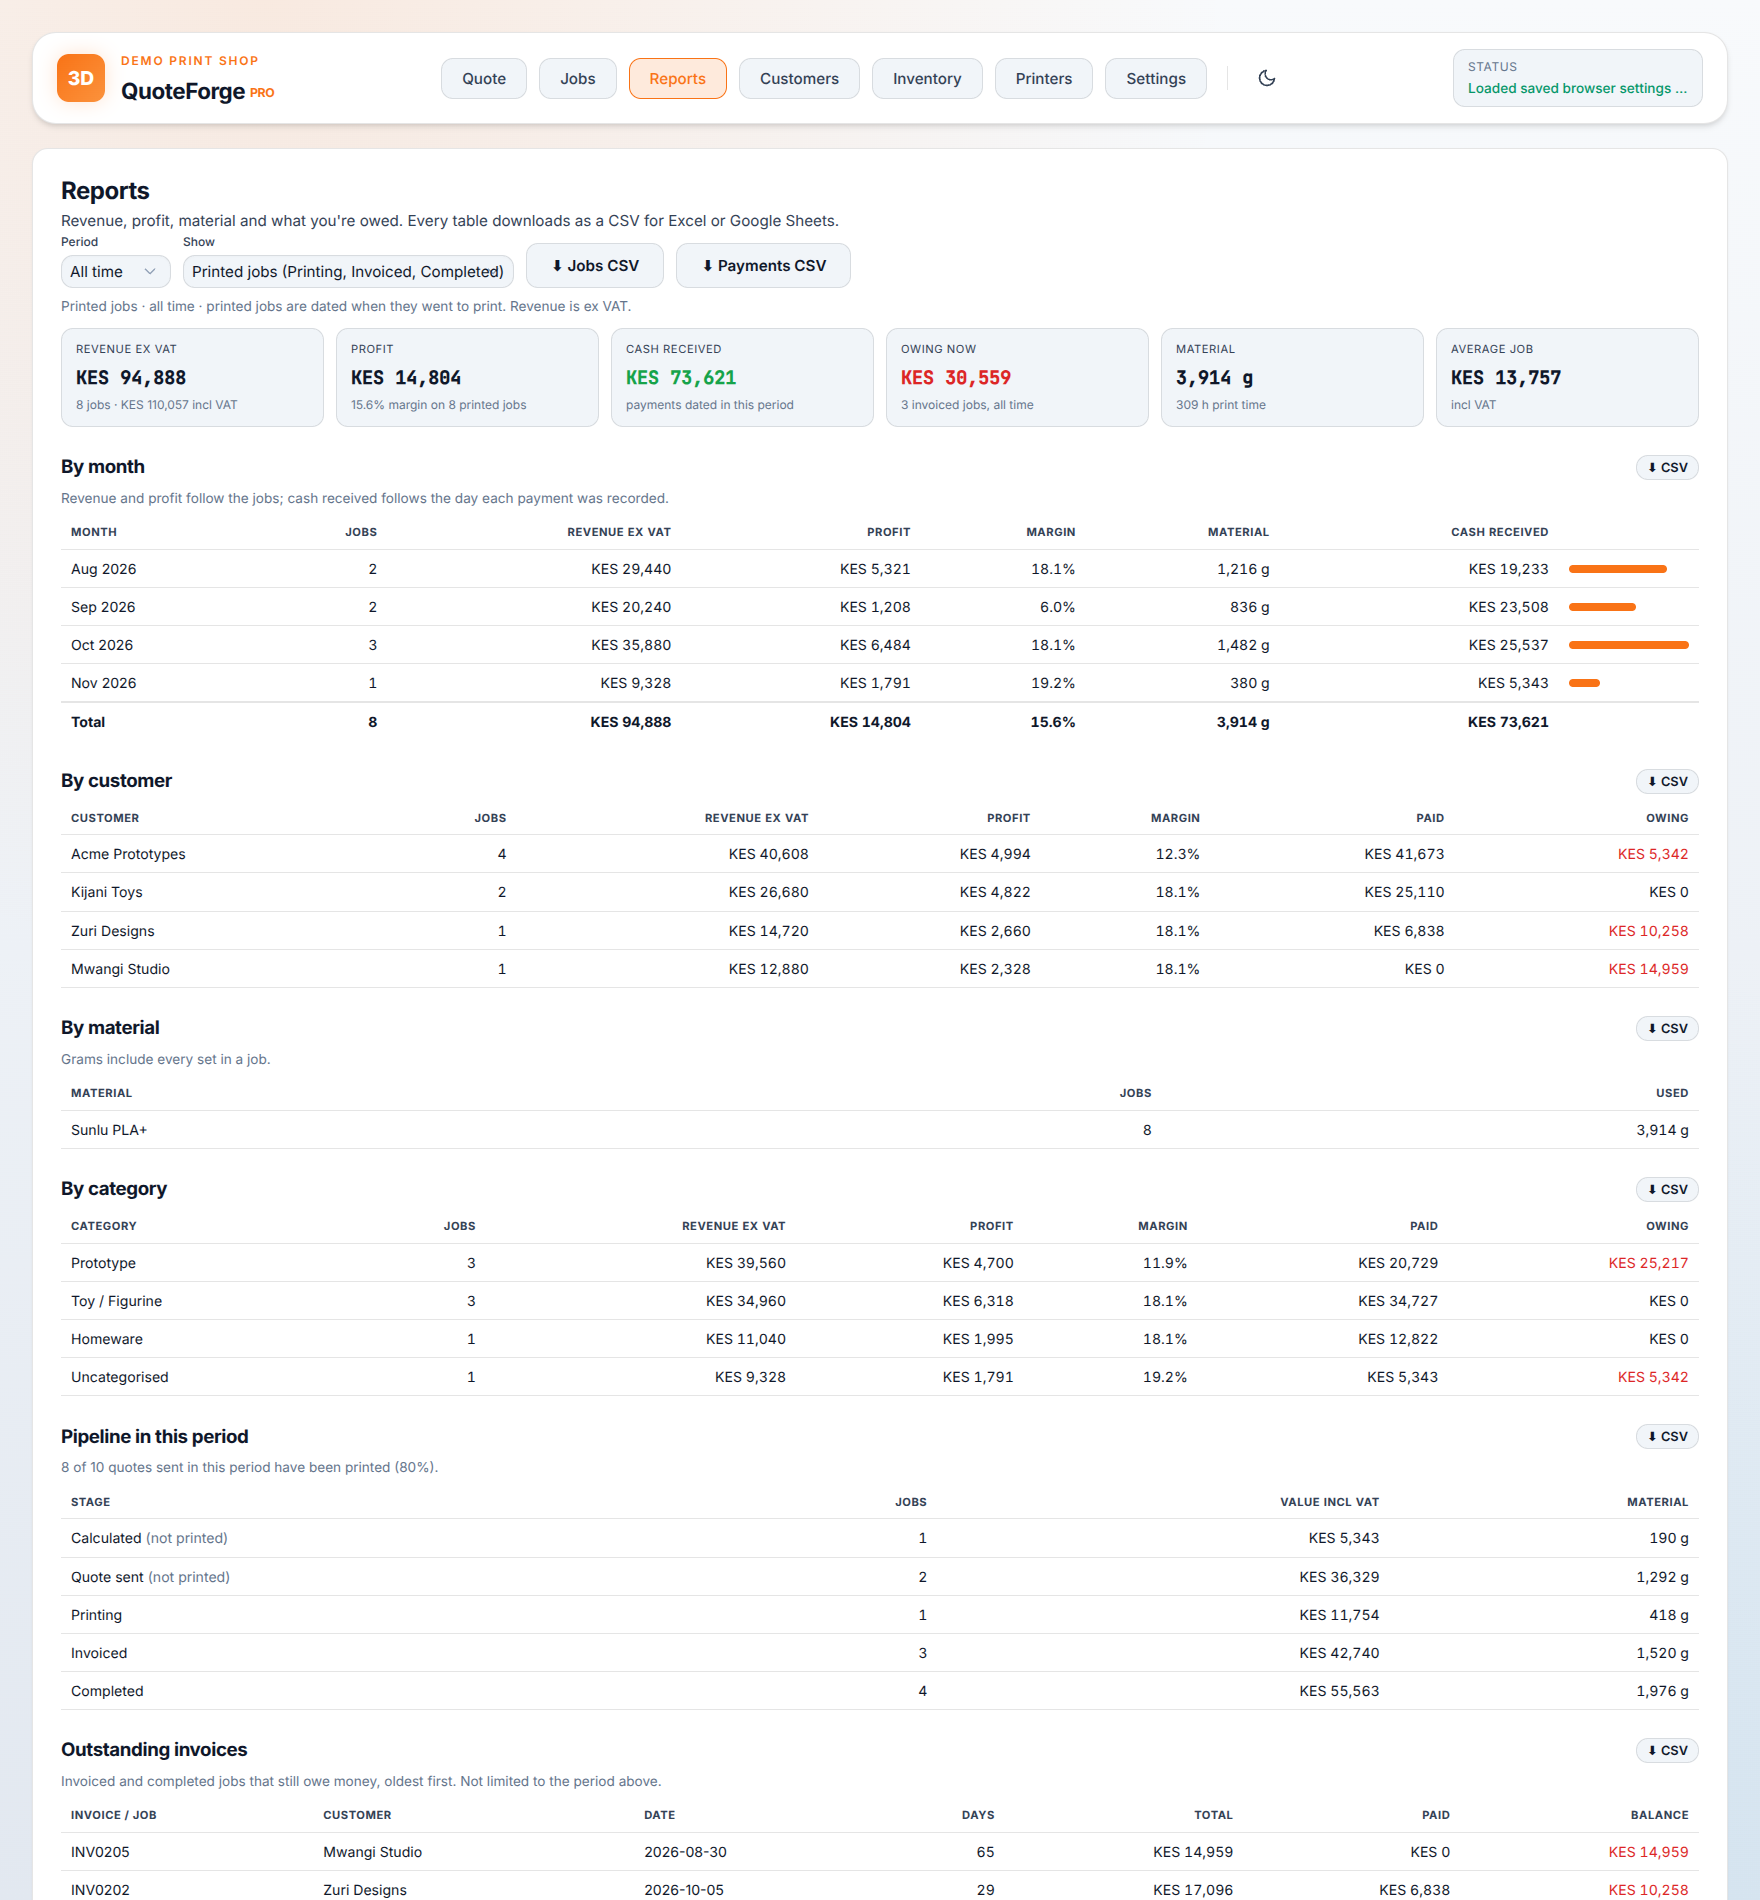 3D
DEMO PRINT SHOP
QuoteForge PRO
Quote
Jobs
Reports
Customers
Inventory
Printers
Settings
STATUS
Loaded saved browser settings ...
Reports
Revenue, profit, material and what you're owed. Every table downloads as a CSV for Excel or Google Sheets.
Period
Show
All time
Printed jobs (Printing, Invoiced, Completed)
⬇ Jobs CSV
⬇ Payments CSV
Printed jobs · all time · printed jobs are dated when they went to print. Revenue is ex VAT.
REVENUE EX VAT
KES 94,888
8 jobs · KES 110,057 incl VAT
PROFIT
KES 14,804
15.6% margin on 8 printed jobs
CASH RECEIVED
KES 73,621
payments dated in this period
OWING NOW
KES 30,559
3 invoiced jobs, all time
MATERIAL
3,914 g
309 h print time
AVERAGE JOB
KES 13,757
incl VAT
By month
⬇ CSV
Revenue and profit follow the jobs; cash received follows the day each payment was recorded.
MONTH JOBS REVENUE EX VAT PROFIT MARGIN MATERIAL CASH RECEIVED
Aug 2026 2 KES 29,440 KES 5,321 18.1% 1,216 g KES 19,233
Sep 2026 2 KES 20,240 KES 1,208 6.0% 836 g KES 23,508
Oct 2026 3 KES 35,880 KES 6,484 18.1% 1,482 g KES 25,537
Nov 2026 1 KES 9,328 KES 1,791 19.2% 380 g KES 5,343
Total 8 KES 94,888 KES 14,804 15.6% 3,914 g KES 73,621
By customer
⬇ CSV
CUSTOMER JOBS REVENUE EX VAT PROFIT MARGIN PAID OWING
Acme Prototypes 4 KES 40,608 KES 4,994 12.3% KES 41,673 KES 5,342
Kijani Toys 2 KES 26,680 KES 4,822 18.1% KES 25,110 KES 0
Zuri Designs 1 KES 14,720 KES 2,660 18.1% KES 6,838 KES 10,258
Mwangi Studio 1 KES 12,880 KES 2,328 18.1% KES 0 KES 14,959
By material
⬇ CSV
Grams include every set in a job.
MATERIAL JOBS USED
Sunlu PLA+ 8 3,914 g
By category
⬇ CSV
CATEGORY JOBS REVENUE EX VAT PROFIT MARGIN PAID OWING
Prototype 3 KES 39,560 KES 4,700 11.9% KES 20,729 KES 25,217
Toy / Figurine 3 KES 34,960 KES 6,318 18.1% KES 34,727 KES 0
Homeware 1 KES 11,040 KES 1,995 18.1% KES 12,822 KES 0
Uncategorised 1 KES 9,328 KES 1,791 19.2% KES 5,343 KES 5,342
Pipeline in this period
⬇ CSV
8 of 10 quotes sent in this period have been printed (80%).
STAGE JOBS VALUE INCL VAT MATERIAL
Calculated (not printed) 1 KES 5,343 190 g
Quote sent (not printed) 2 KES 36,329 1,292 g
Printing 1 KES 11,754 418 g
Invoiced 3 KES 42,740 1,520 g
Completed 4 KES 55,563 1,976 g
Outstanding invoices
⬇ CSV
Invoiced and completed jobs that still owe money, oldest first. Not limited to the period above.
INVOICE / JOB CUSTOMER DATE DAYS TOTAL PAID BALANCE
INV0205 Mwangi Studio 2026-08-30 65 KES 14,959 KES 0 KES 14,959
INV0202 Zuri Designs 2026-10-05 29 KES 17,096 KES 6,838 KES 10,258